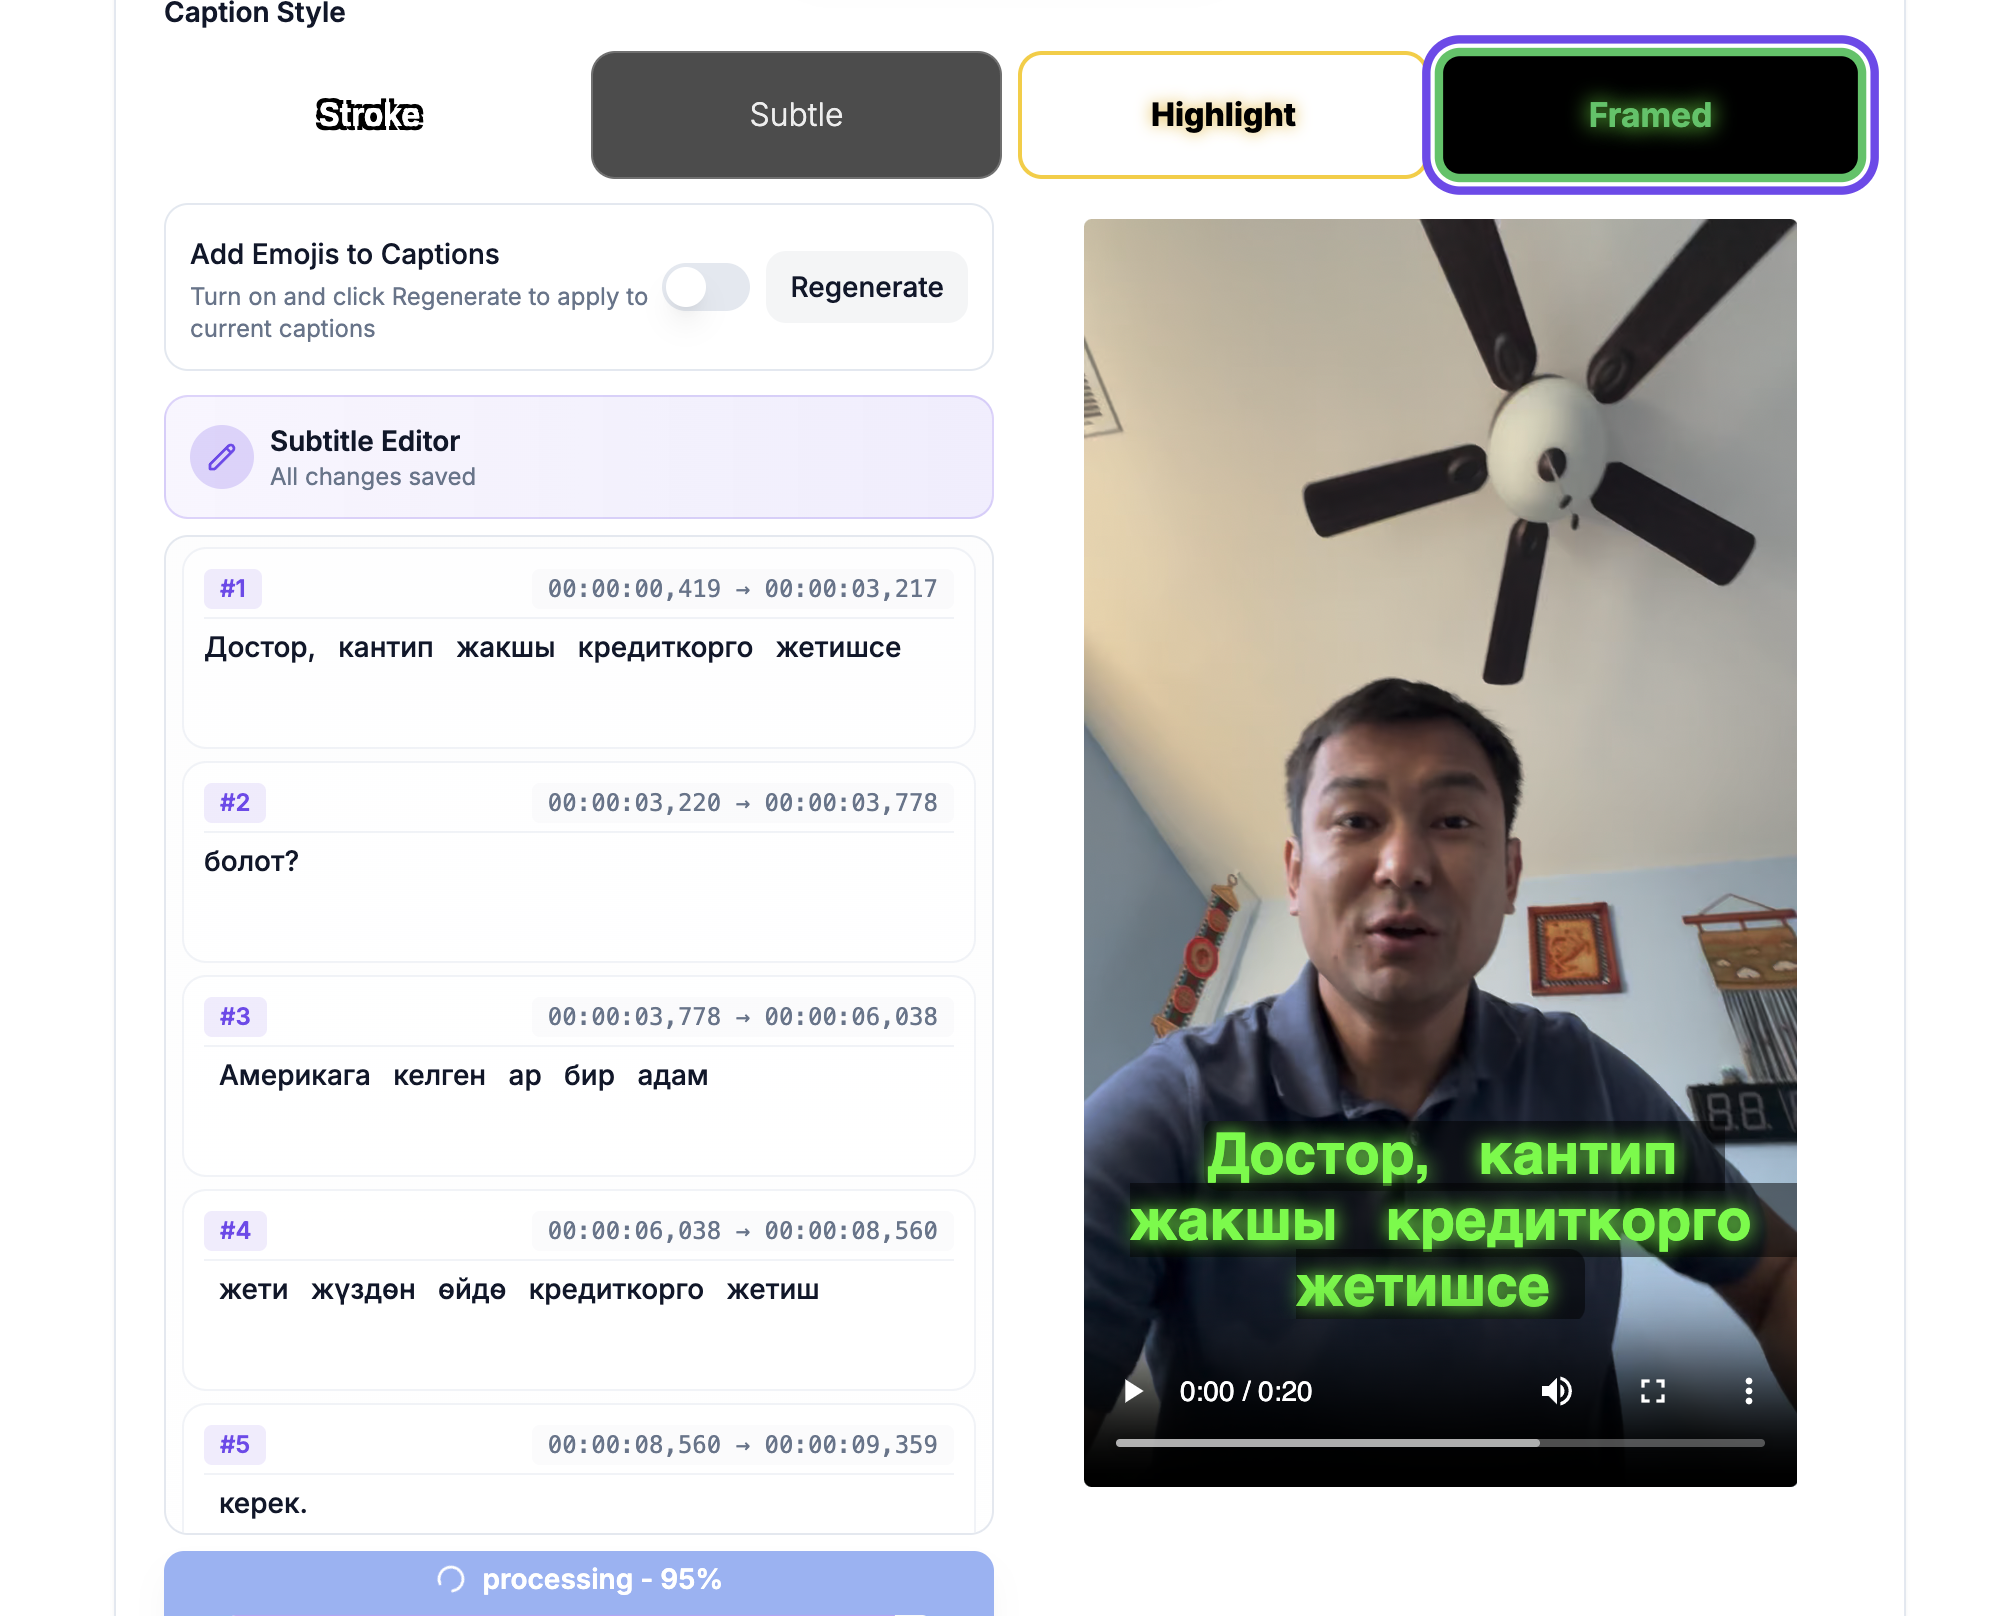 Caption Style
Stroke
Subtle
Highlight
Framed
Add Emojis to Captions
Turn on and click Regenerate to apply to
current captions
Regenerate
Subtitle Editor
All changes saved
#1
00:00:00,419 → 00:00:03,217
Достор, кантип жакшы кредиткорго жетишсе
#2
00:00:03,220 → 00:00:03,778
болот?
#3
00:00:03,778 → 00:00:06,038
Америкага келген ар бир адам
#4
00:00:06,038 → 00:00:08,560
жети жүздөн өйдө кредиткорго жетиш
#5
00:00:08,560 → 00:00:09,359
керек.
processing - 95%
88
Достор, кантип
жакшы кредиткорго
жетишсе
0:00 / 0:20